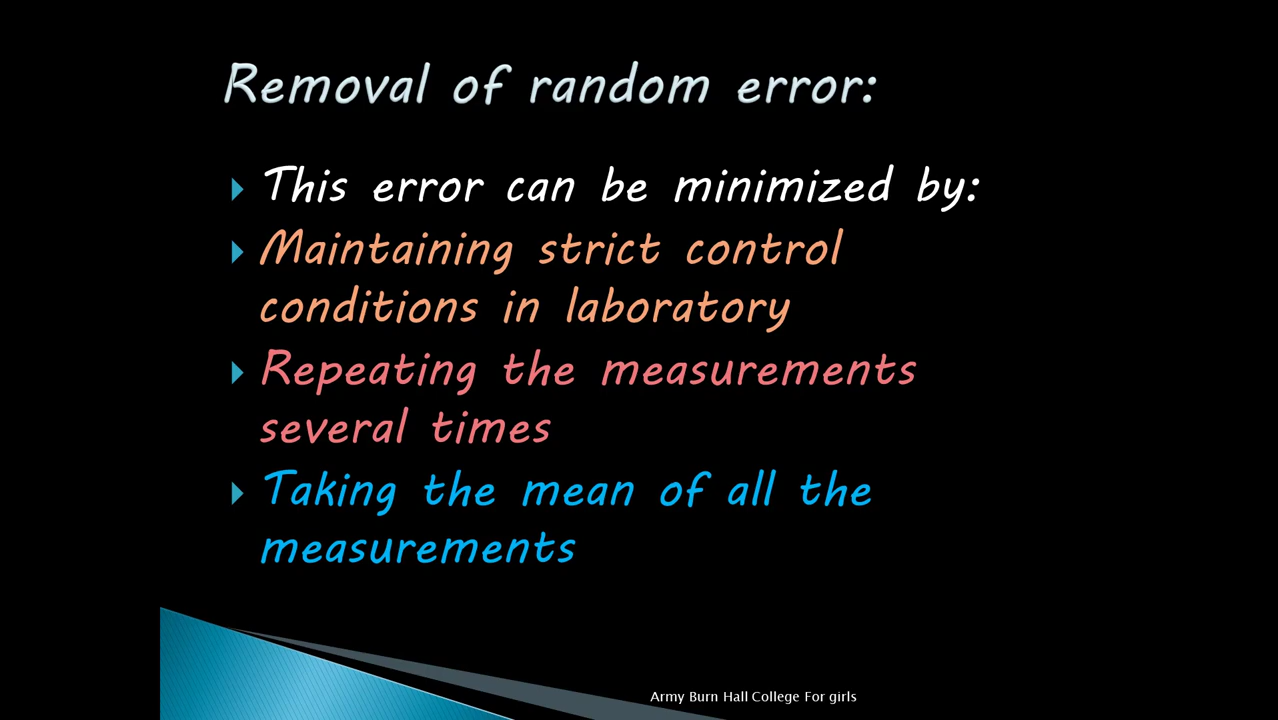 Removal of random error:
This error can be minimized by:
Maintaining strict control
conditions in laboratory
Repeating the measurements
several times
Taking the mean of all the
measurements
Army Burn Hall College For girls